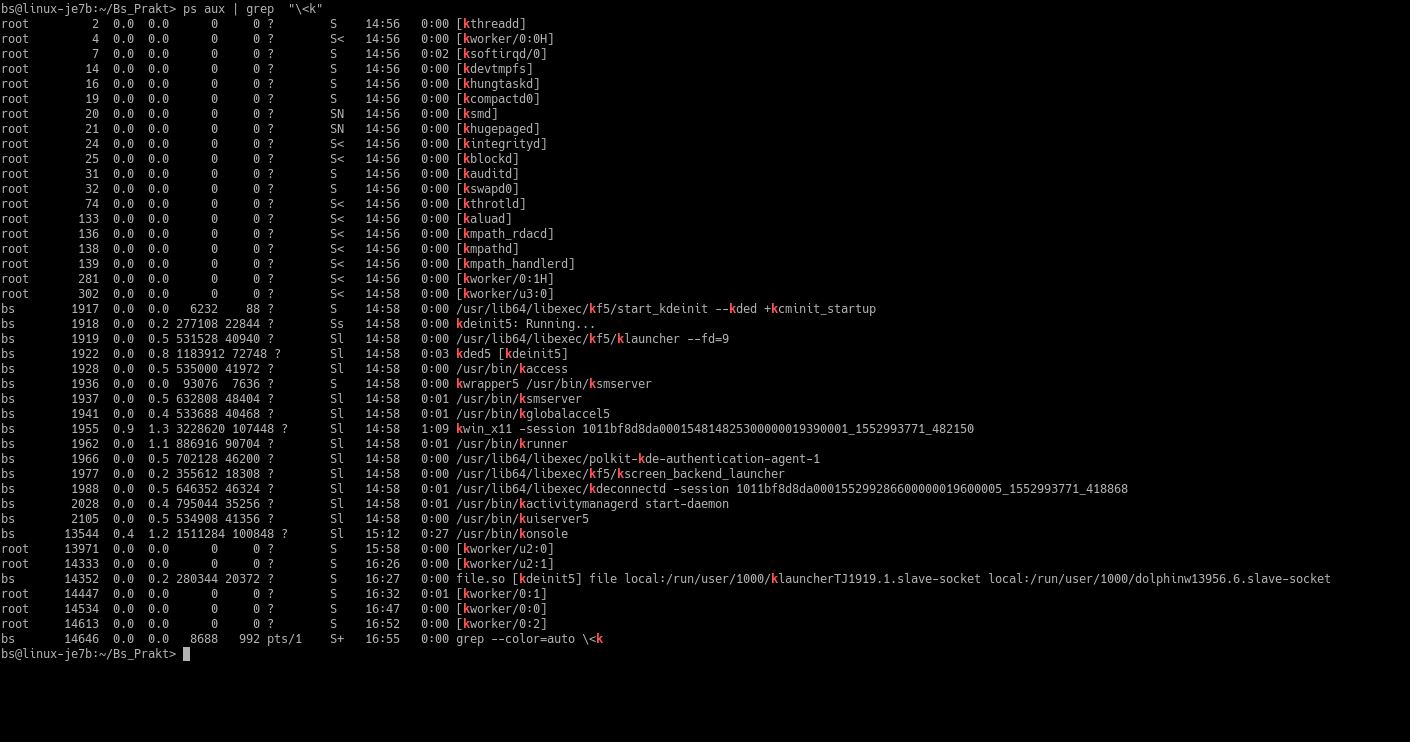 bs@linux-je7b:~/Bs_Prakt> ps aux | grep  "\<k"
root         2  0.0  0.0      0     0 ?        S    14:56   0:00 [kthreadd]
root         4  0.0  0.0      0     0 ?        S<   14:56   0:00 [kworker/0:0H]
root         7  0.0  0.0      0     0 ?        S    14:56   0:02 [ksoftirqd/0]
root        14  0.0  0.0      0     0 ?        S    14:56   0:00 [kdevtmpfs]
root        16  0.0  0.0      0     0 ?        S    14:56   0:00 [khungtaskd]
root        19  0.0  0.0      0     0 ?        S    14:56   0:00 [kcompactd0]
root        20  0.0  0.0      0     0 ?        SN   14:56   0:00 [ksmd]
root        21  0.0  0.0      0     0 ?        SN   14:56   0:00 [khugepaged]
root        24  0.0  0.0      0     0 ?        S<   14:56   0:00 [kintegrityd]
root        25  0.0  0.0      0     0 ?        S<   14:56   0:00 [kblockd]
root        31  0.0  0.0      0     0 ?        S    14:56   0:00 [kauditd]
root        32  0.0  0.0      0     0 ?        S    14:56   0:00 [kswapd0]
root        74  0.0  0.0      0     0 ?        S<   14:56   0:00 [kthrotld]
root       133  0.0  0.0      0     0 ?        S<   14:56   0:00 [kaluad]
root       136  0.0  0.0      0     0 ?        S<   14:56   0:00 [kmpath_rdacd]
root       138  0.0  0.0      0     0 ?        S<   14:56   0:00 [kmpathd]
root       139  0.0  0.0      0     0 ?        S<   14:56   0:00 [kmpath_handlerd]
root       281  0.0  0.0      0     0 ?        S<   14:56   0:00 [kworker/0:1H]
root       302  0.0  0.0      0     0 ?        S<   14:58   0:00 [kworker/u3:0]
bs        1917  0.0  0.0   6232    88 ?        S    14:58   0:00 /usr/lib64/libexec/kf5/start_kdeinit --kded +kcminit_startup
bs        1918  0.0  0.2 277108 22844 ?        Ss   14:58   0:00 kdeinit5: Running...
bs        1919  0.0  0.5 531528 40940 ?        Sl   14:58   0:00 /usr/lib64/libexec/kf5/klauncher --fd=9
bs        1922  0.0  0.8 1183912 72748 ?       Sl   14:58   0:03 kded5 [kdeinit5]
bs        1928  0.0  0.5 535000 41972 ?        Sl   14:58   0:00 /usr/bin/kaccess
bs        1936  0.0  0.0  93076  7636 ?        S    14:58   0:00 kwrapper5 /usr/bin/ksmserver
bs        1937  0.0  0.5 632808 48404 ?        Sl   14:58   0:01 /usr/bin/ksmserver
bs        1941  0.0  0.4 533688 40468 ?        Sl   14:58   0:01 /usr/bin/kglobalaccel5
bs        1955  0.9  1.3 3228620 107448 ?      Sl   14:58   1:09 kwin_x11 -session 1011bf8d8da000154814825300000019390001_1552993771_482150
bs        1962  0.0  1.1 886916 90704 ?        Sl   14:58   0:01 /usr/bin/krunner
bs        1966  0.0  0.5 702128 46200 ?        Sl   14:58   0:00 /usr/lib64/libexec/polkit-kde-authentication-agent-1
bs        1977  0.0  0.2 355612 18308 ?        Sl   14:58   0:00 /usr/lib64/libexec/kf5/kscreen_backend_launcher
bs        1988  0.0  0.5 646352 46324 ?        Sl   14:58   0:01 /usr/lib64/libexec/kdeconnectd -session 1011bf8d8da000155299286600000019600005_1552993771_418868
bs        2028  0.0  0.4 795044 35256 ?        Sl   14:58   0:01 /usr/bin/kactivitymanagerd start-daemon
bs        2105  0.0  0.5 534908 41356 ?        Sl   14:58   0:00 /usr/bin/kuiserver5
bs       13544  0.4  1.2 1511284 100848 ?      Sl   15:12   0:27 /usr/bin/konsole
root     13971  0.0  0.0      0     0 ?        S    15:58   0:00 [kworker/u2:0]
root     14333  0.0  0.0      0     0 ?        S    16:26   0:00 [kworker/u2:1]
bs       14352  0.0  0.2 280344 20372 ?        S    16:27   0:00 file.so [kdeinit5] file local:/run/user/1000/klauncherTJ1919.1.slave-socket local:/run/user/1000/dolphinw13956.6.slave-socket
root     14447  0.0  0.0      0     0 ?        S    16:32   0:01 [kworker/0:1]
root     14534  0.0  0.0      0     0 ?        S    16:47   0:00 [kworker/0:0]
root     14613  0.0  0.0      0     0 ?        S    16:52   0:00 [kworker/0:2]
bs       14646  0.0  0.0   8688   992 pts/1    S+   16:55   0:00 grep --color=auto \<k
bs@linux-je7b:~/Bs_Prakt>